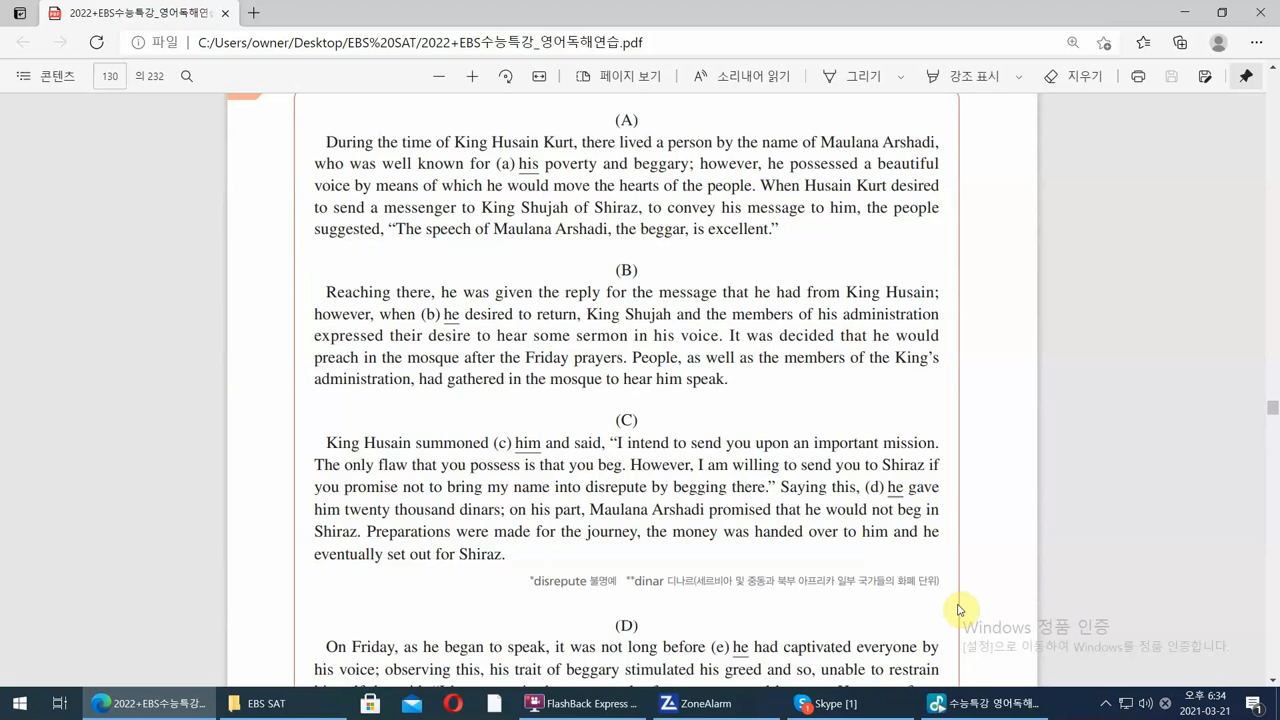 2022+EBS수능특강_영어독해연
파일
C:/Users/owner/Desktop/EBS%20SAT/2022+EBS수능특강_영어독해연습.pdf
콘텐츠
130
의 232
페이지 보기
소리내어 읽기
그리기
강조 표시
지우기
(A)
During the time of King Husain Kurt, there lived a person by the name of Maulana Arshadi,
who was well known for (a) his poverty and beggary; however, he possessed a beautiful
voice by means of which he would move the hearts of the people. When Husain Kurt desired
to send a messenger to King Shujah of Shiraz, to convey his message to him, the people
suggested, “The speech of Maulana Arshadi, the beggar, is excellent.”
(B)
Reaching there, he was given the reply for the message that he had from King Husain;
however, when (b) he desired to return, King Shujah and the members of his administration
expressed their desire to hear some sermon in his voice. It was decided that he would
preach in the mosque after the Friday prayers. People, as well as the members of the King’s
administration, had gathered in the mosque to hear him speak.
(C)
King Husain summoned (c) him and said, “I intend to send you upon an important mission.
The only flaw that you possess is that you beg. However, I am willing to send you to Shiraz if
you promise not to bring my name into disrepute by begging there.” Saying this, (d) he gave
him twenty thousand dinars; on his part, Maulana Arshadi promised that he would not beg in
Shiraz. Preparations were made for the journey, the money was handed over to him and he
eventually set out for Shiraz.
*disrepute 불명예 **dinar 디나르(세르비아 및 중동과 북부 아프리카 일부 국가들의 화폐 단위)
(D)
On Friday, as he began to speak, it was not long before (e) he had captivated everyone by
his voice; observing this, his trait of beggary stimulated his greed and so, unable to restrain
Windows 정품 인증
[설정]으로 이동하여 Windows를 정품 인증합니다.
2022+EBS수능특강...
EBS SAT
FlashBack Express ...
ZoneAlarm
Skype [1]
수능특강 영어독해...
오후 6:34
2021-03-21